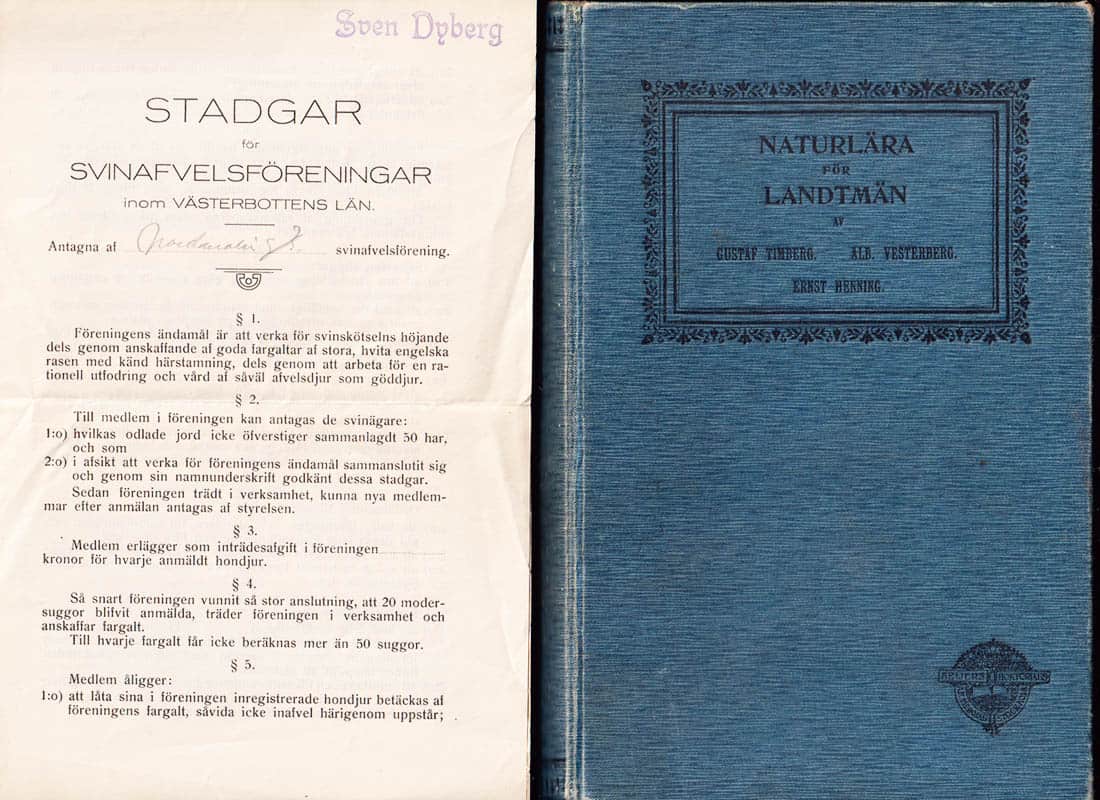 Sven Dyberg
STADGAR
för
SVINAFVELSFÖRENINGAR
inom VÄSTERBOTTENS LÄN.
Antagna af svinafvelsförening.
§ 1.
Föreningens ändamål är att verka för svinskötselns höjande
dels genom anskaffande af goda fargaltar af stora, hvita engelska
rasen med känd härstamning, dels genom att arbeta för en ra-
tionell utfodring och vård af såväl afvelsdjur som göddjur.
§ 2.
Till medlem i föreningen kan antagas de svinägare:
1:o) hvilkas odlade jord icke öfverstiger sammanlagdt 50 har,
och som
2:o) i afsikt att verka för föreningens ändamål sammanslutit sig
och genom sin namnunderskrift godkänt dessa stadgar.
Sedan föreningen trädt i verksamhet, kunna nya medlem-
mar efter anmälan antagas af styrelsen.
§ 3.
Medlem erlägger som inträdesafgift i föreningen
kronor för hvarje anmäldt hondjur.
§ 4.
Så snart föreningen vunnit så stor anslutning, att 20 moder-
suggor blifvit anmälda, träder föreningen i verksamhet och
anskaffar fargalt.
Till hvarje fargalt får icke beräknas mer än 50 suggor.
§ 5.
Medlem åligger:
1:o) att låta sina i föreningen inregistrerade hondjur betäckas af
föreningens fargalt, såvida icke inafvel härigenom uppstår;
NATURLÄRA
FÖR
LANDTMÄN
AV
GUSTAF TIMBERG. ALB. VESTERBERG.
ERNST HENNING.